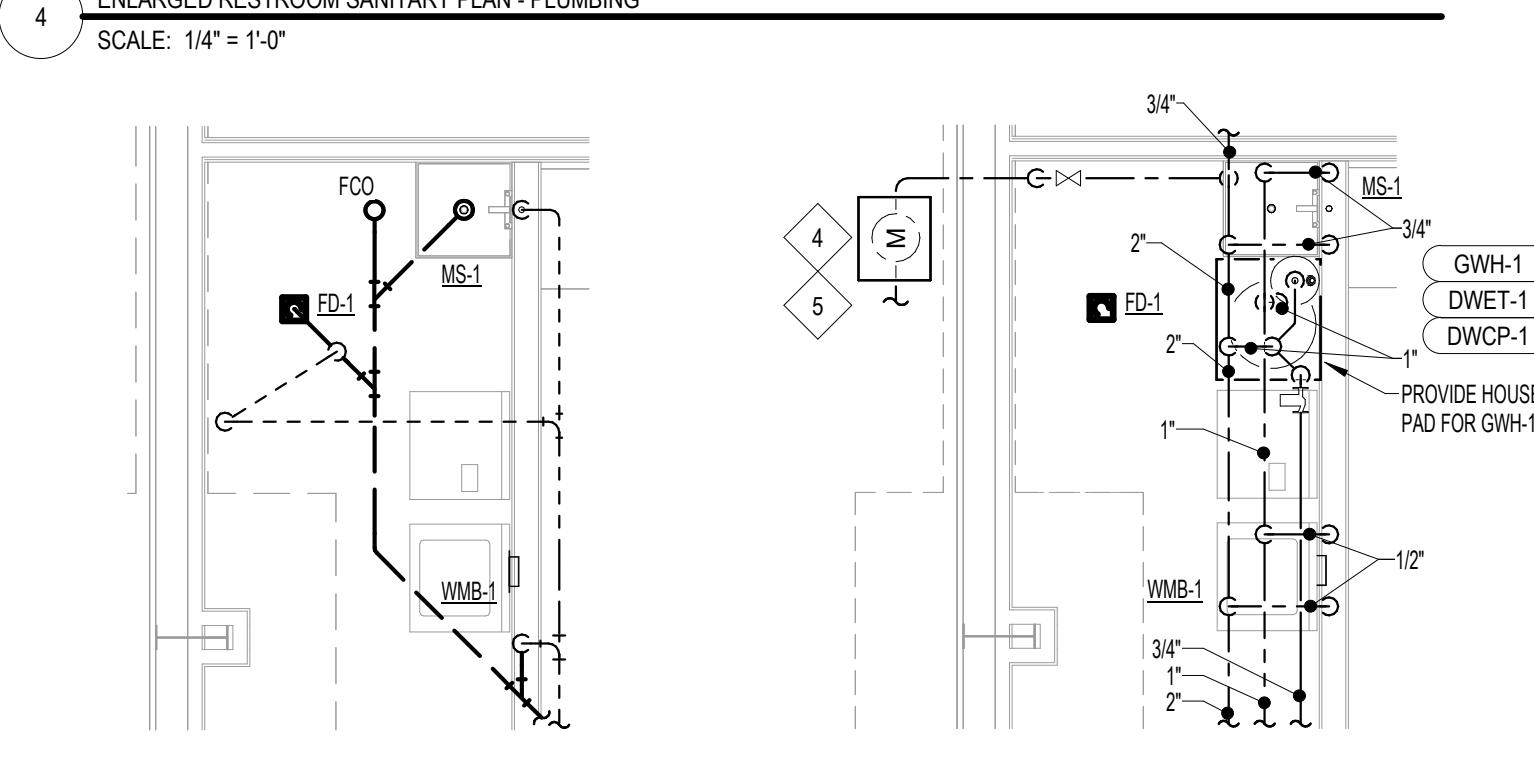 4
ENLARGED RESTROOM SANITARY PLAN - PLUMBING
SCALE: 1/4" = 1'-0"
FCO
MS-1
FD-1
WMB-1
3/4"
MS-1
3/4"
4
5
M
2"
FD-1
2"
GWH-1
DWET-1
DWCP-1
1"
PROVIDE HOUSE
PAD FOR GWH-1
1"
1/2"
WMB-1
3/4"
1"
2"